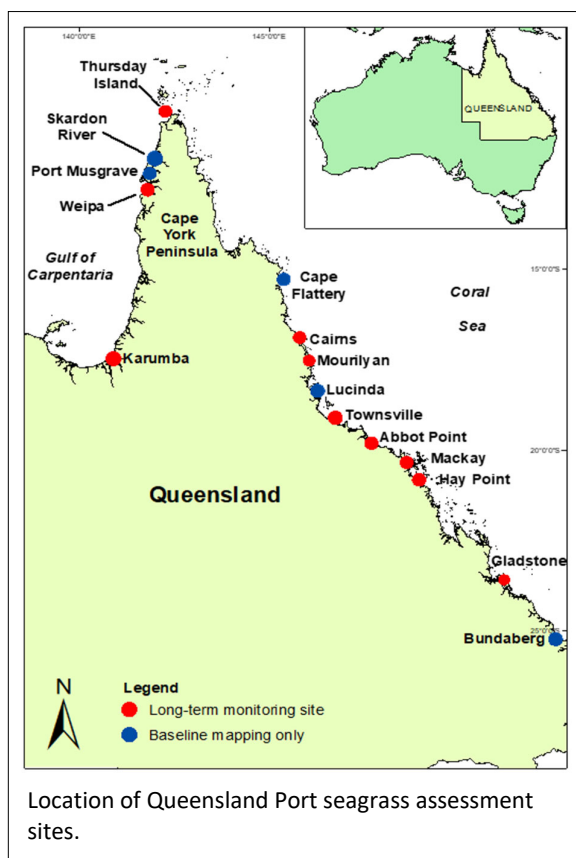 140°0'0"E
145°0'0"E
Thursday
Island
QUEENSLAND
Skardon
River
Port Musgrave
Weipa
Cape
York
Peninsula
Gulf of
Carpentaria
Cape
Flattery
15°0'0"S
Coral
Sea
Cairns
Mourilyan
Karumba
Lucinda
Townsville
Abbot Point
20°0'0"S
Mackay
Hay Point
Queensland
Gladstone
25°0'0"S
Bundaberg
N
Legend
Long-term monitoring site
Baseline mapping only
Location of Queensland Port seagrass assessment
sites.